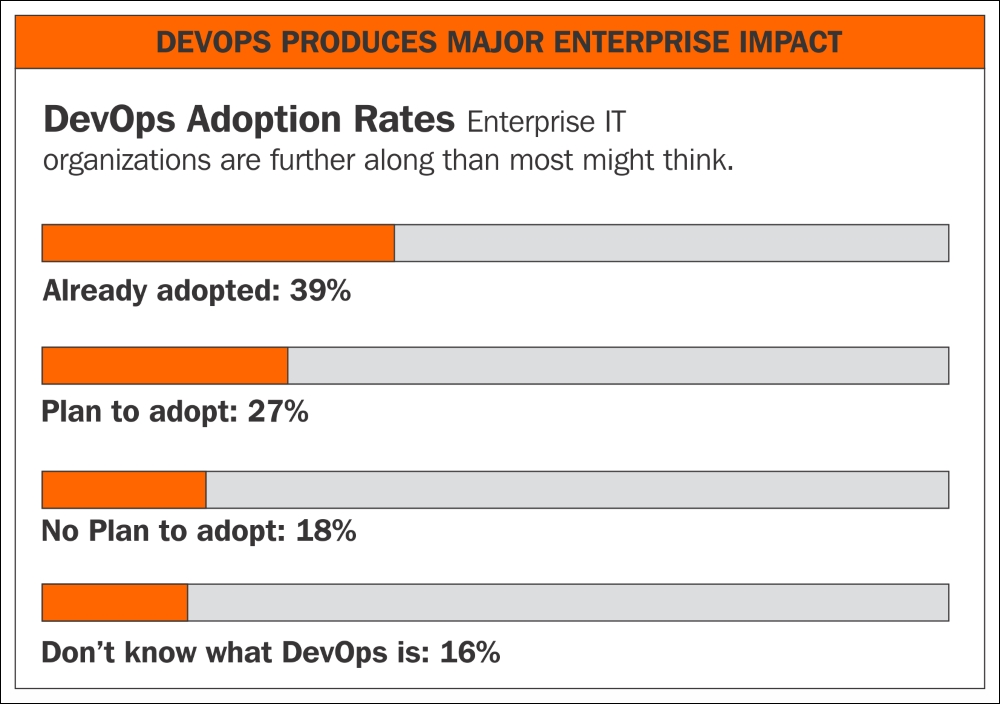 DEVOPS PRODUCES MAJOR ENTERPRISE IMPACT
DevOps Adoption Rates Enterprise IT
organizations are further along than most might think.
Already adopted: 39%
Plan to adopt: 27%
No Plan to adopt: 18%
Don’t know what DevOps is: 16%